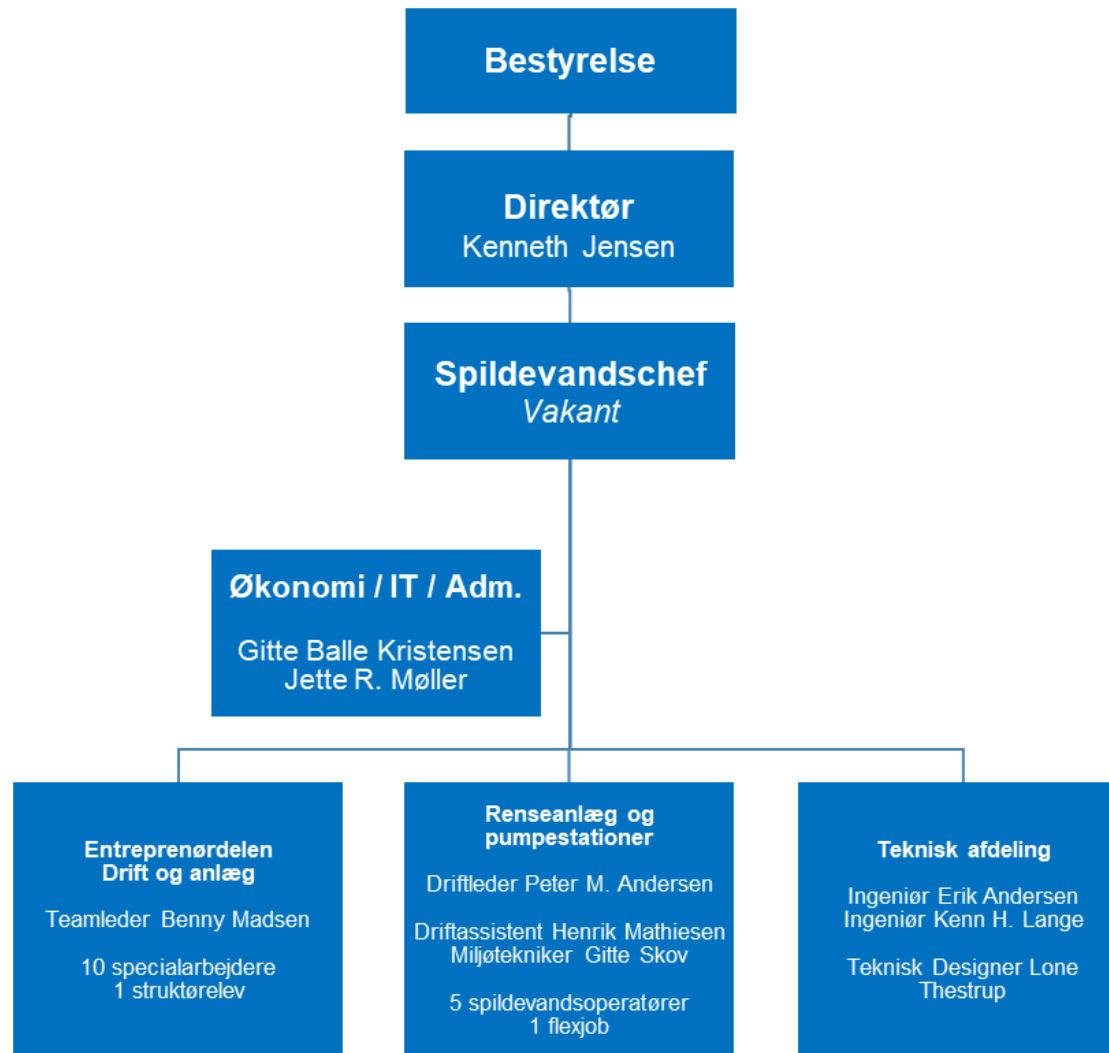 Bestyrelse
Direktør
Kenneth Jensen
Spildevandschef
Vakant
Økonomi / IT / Adm.
Gitte Balle Kristensen
Jette R. Møller
Entreprenørdelen
Drift og anlæg
Teamleder Benny Madsen
10 specialarbejdere
1 struktørelev
Renseanlæg og
pumpestationer
Driftleder Peter M. Andersen
Driftassistent Henrik Mathiesen
Miljøtekniker Gitte Skov
5 spildevandsoperatører
1 flexjob
Teknisk afdeling
Ingeniør Erik Andersen
Ingeniør Kenn H. Lange
Teknisk Designer Lone
Thestrup